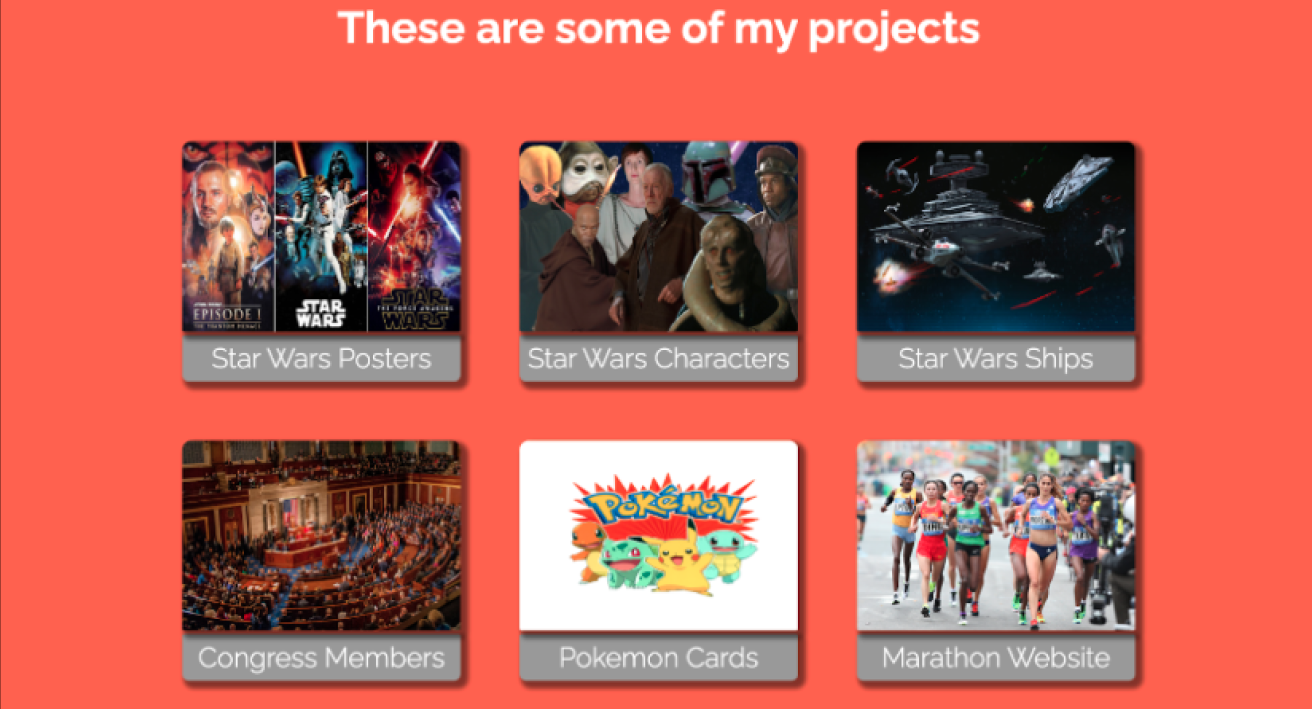 These are some of my projects
EPISODE I
THE PHANTOM MENACE
STAR
WARS
STAR
THE FORCE AWAKENS
WARS
Star Wars Posters
Star Wars Characters
Star Wars Ships
POKéMON
Congress Members
Pokemon Cards
Marathon Website